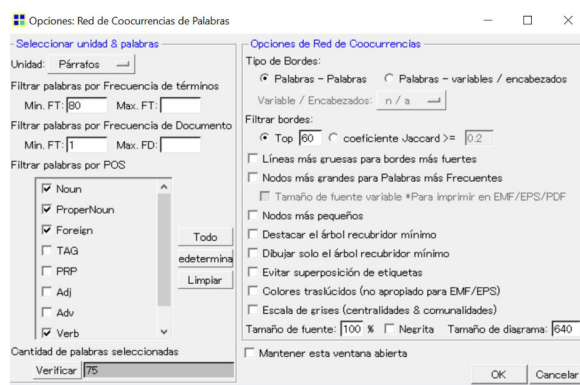 Options: Red de Coocurrencias de Palabras
Seleccionar unidad & palabras
Unidad: Párrafos
Filtrar palabras por Frecuencia de términos
Min. FT: 80 Max. FT:
Filtrar palabras por Frecuencia de Documento
Min. FT: 1 Max. FD:
Filtrar palabras por POS
Noun
ProperNoun
Foreign
TAG
PRP
Adj
Adv
Verb
Todo
edetermina
Limpiar
Cantidad de palabras seleccionadas
Verificar 75
Opciones de Red de Coocurrencias
Tipo de Bordes:
Palabras - Palabras Palabras - variables / encabezados
Variable / Encabezados: n / a
Filtrar bordes:
Top 60 coeficiente Jaccard >= 0.2
Líneas más gruesas para bordes más fuertes
Nodos más grandes para Palabras más Frecuentes
Tamaño de fuente variable *Para imprimir en EMF/EPS/PDF
Nodos más pequeños
Destacar el árbol recubridor mínimo
Dibujar solo el árbol recubridor mínimo
Evitar superposición de etiquetas
Colores traslúcidos (no apropiado para EMF/EPS)
Escala de grises (centralidades & comunalidades)
Tamaño de fuente: 100 % Negrita Tamaño de diagrama: 640
Mantener esta ventana abierta
OK Cancelar